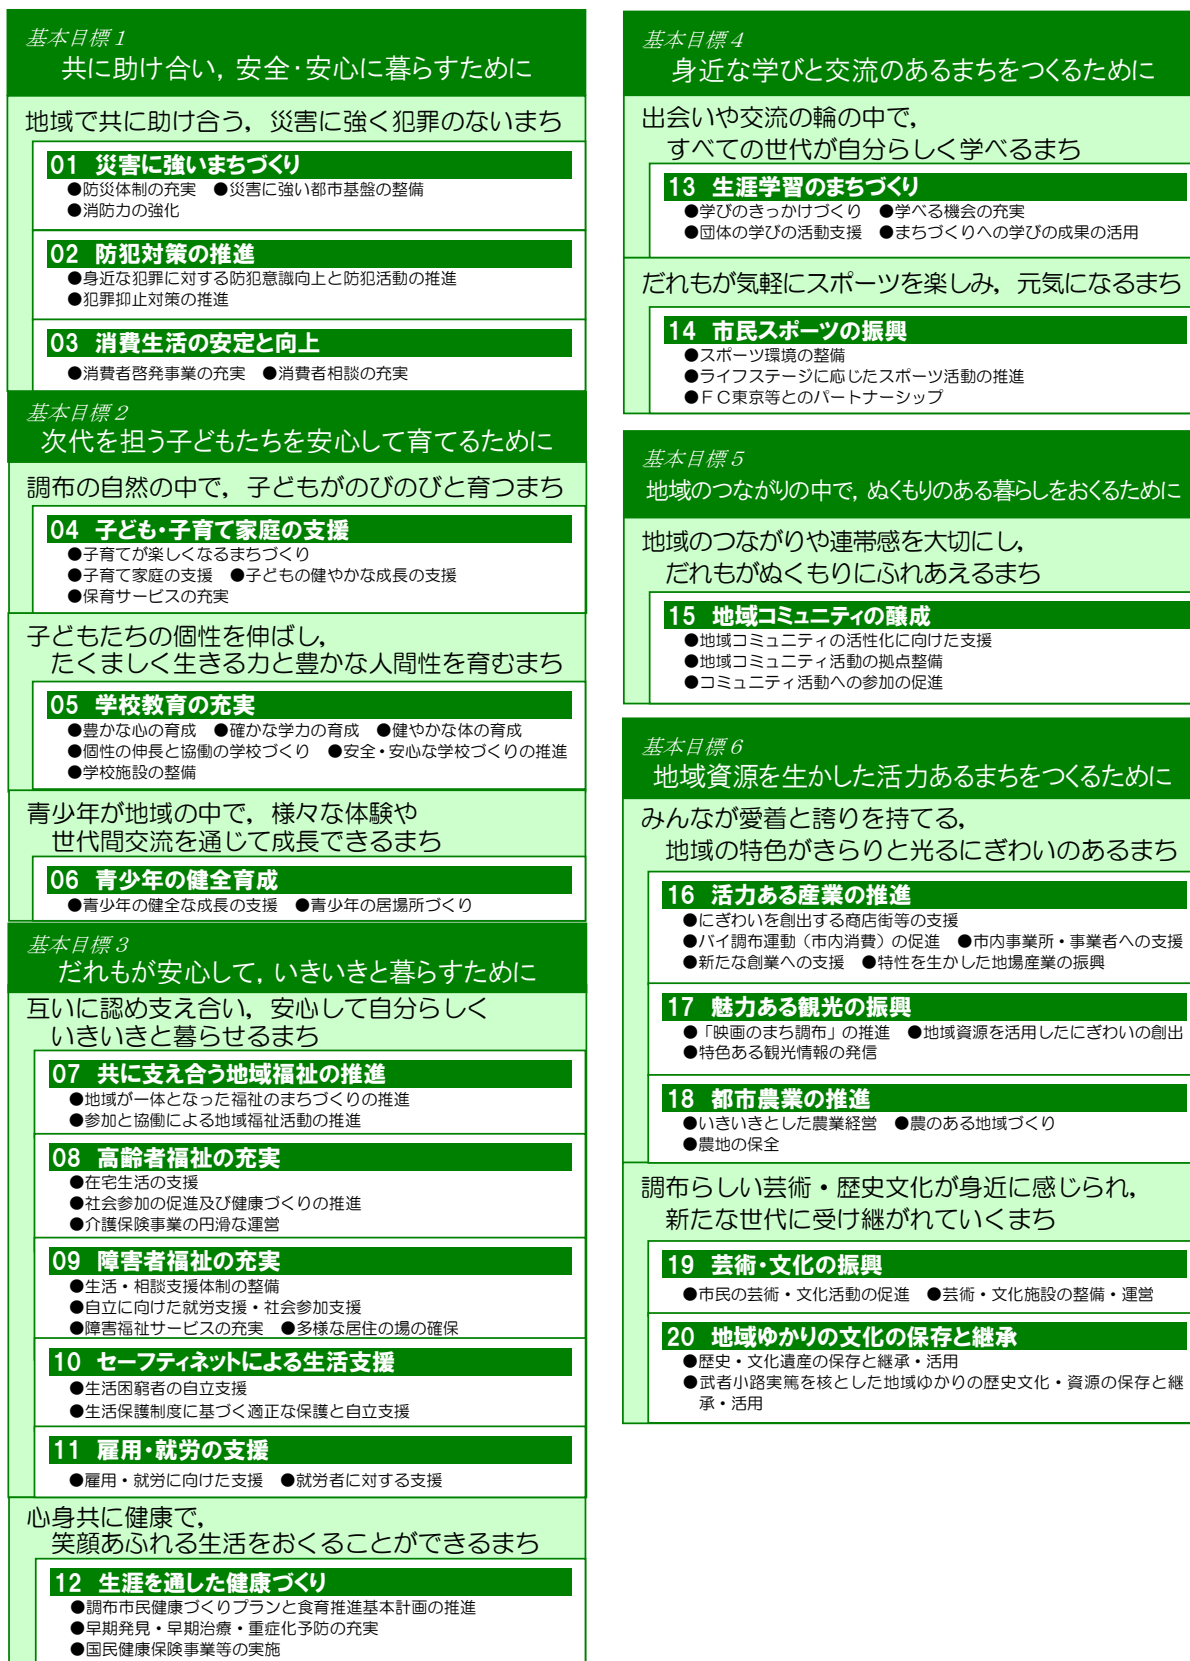 基本目標1
共に助け合い，安全・安心に暮らすために
地域で共に助け合う，災害に強く犯罪のないまち
01 災害に強いまちづくり
●防災体制の充実 ●災害に強い都市基盤の整備
●消防力の強化
02 防犯対策の推進
●身近な犯罪に対する防犯意識向上と防犯活動の推進
●犯罪抑止対策の推進
03 消費生活の安定と向上
●消費者啓発事業の充実 ●消費者相談の充実
基本目標2
次代を担う子どもたちを安心して育てるために
調布の自然の中で，子どもがのびのびと育つまち
04 子ども・子育て家庭の支援
●子育てが楽しくなるまちづくり
●子育て家庭の支援 ●子どもの健やかな成長の支援
●保育サービスの充実
子どもたちの個性を伸ばし，
たくましく生きる力と豊かな人間性を育むまち
05 学校教育の充実
●豊かな心の育成 ●確かな学力の育成 ●健やかな体の育成
●個性の伸長と協働の学校づくり ●安全・安心な学校づくりの推進
●学校施設の整備
青少年が地域の中で，様々な体験や
世代間交流を通じて成長できるまち
06 青少年の健全育成
●青少年の健全な成長の支援 ●青少年の居場所づくり
基本目標3
だれもが安心して，いきいきと暮らすために
互いに認め支え合い，安心して自分らしく
いきいきと暮らせるまち
07 共に支え合う地域福祉の推進
●地域が一体となった福祉のまちづくりの推進
●参加と協働による地域福祉活動の推進
08 高齢者福祉の充実
●在宅生活の支援
●社会参加の促進及び健康づくりの推進
●介護保険事業の円滑な運営
09 障害者福祉の充実
●生活・相談支援体制の整備
●自立に向けた就労支援・社会参加支援
●障害福祉サービスの充実 ●多様な居住の場の確保
10 セーフティネットによる生活支援
●生活困窮者の自立支援
●生活保護制度に基づく適正な保護と自立支援
11 雇用・就労の支援
●雇用・就労に向けた支援 ●就労者に対する支援
心身共に健康で，
笑顔あふれる生活をおくることができるまち
12 生涯を通した健康づくり
●調布市民健康づくりプランと食育推進基本計画の推進
●早期発見・早期治療・重症化予防の充実
●国民健康保険事業等の実施
基本目標4
身近な学びと交流のあるまちをつくるために
出会いや交流の輪の中で，
すべての世代が自分らしく学べるまち
13 生涯学習のまちづくり
●学びのきっかけづくり ●学べる機会の充実
●団体の学びの活動支援 ●まちづくりへの学びの成果の活用
だれもが気軽にスポーツを楽しみ，元気になるまち
14 市民スポーツの振興
●スポーツ環境の整備
●ライフステージに応じたスポーツ活動の推進
●ＦＣ東京等とのパートナーシップ
基本目標5
地域のつながりの中で，ぬくもりのある暮らしをおくるために
地域のつながりや連帯感を大切にし，
だれもがぬくもりにふれあえるまち
15 地域コミュニティの醸成
●地域コミュニティの活性化に向けた支援
●地域コミュニティ活動の拠点整備
●コミュニティ活動への参加の促進
基本目標6
地域資源を生かした活力あるまちをつくるために
みんなが愛着と誇りを持てる，
地域の特色がきらりと光るにぎわいのあるまち
16 活力ある産業の推進
●にぎわいを創出する商店街等の支援
●バイ調布運動（市内消費）の促進 ●市内事業所・事業者への支援
●新たな創業への支援 ●特性を生かした地場産業の振興
17 魅力ある観光の振興
●「映画のまち調布」の推進 ●地域資源を活用したにぎわいの創出
●特色ある観光情報の発信
18 都市農業の推進
●いきいきとした農業経営 ●農のある地域づくり
●農地の保全
調布らしい芸術・歴史文化が身近に感じられ，
新たな世代に受け継がれていくまち
19 芸術・文化の振興
●市民の芸術・文化活動の促進 ●芸術・文化施設の整備・運営
20 地域ゆかりの文化の保存と継承
●歴史・文化遺産の保存と継承・活用
●武者小路実篤を核とした地域ゆかりの歴史文化・資源の保存と継
承・活用